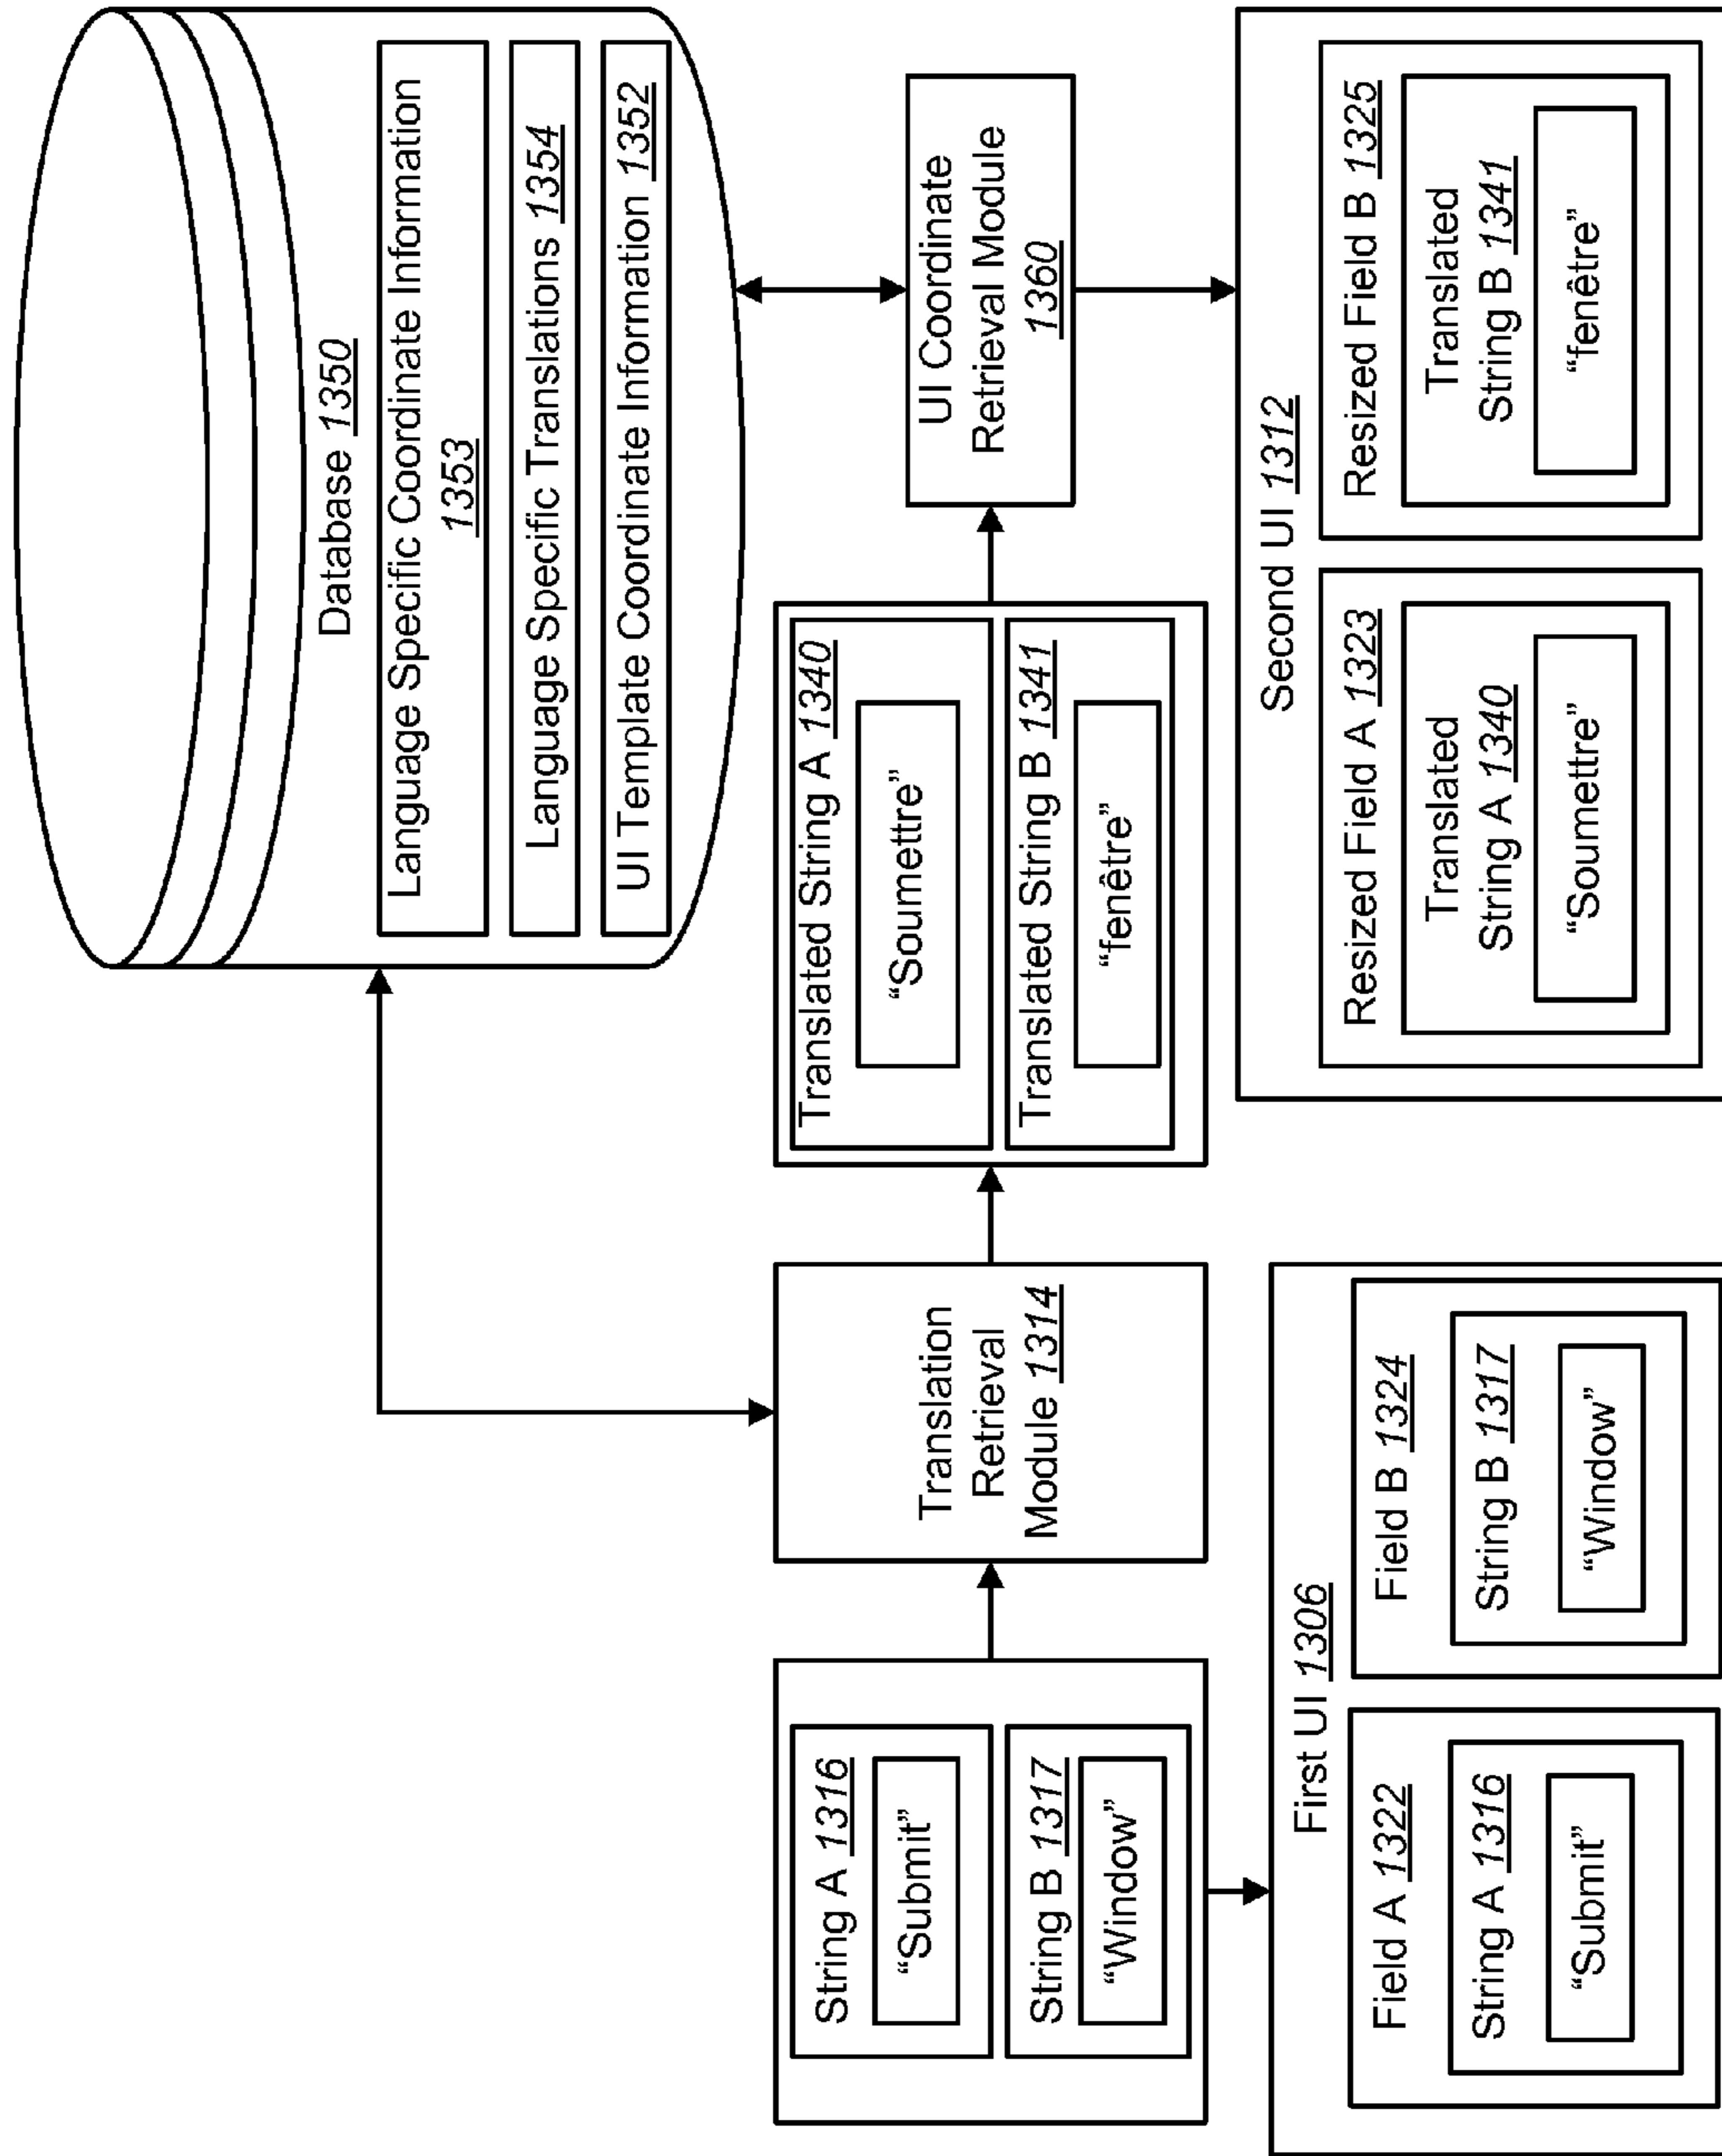 Database 1350
Language Specific Coordinate Information
1353
Language Specific Translations 1354
UI Template Coordinate Information 1352
String A 1316
“Submit”
String B 1317
“Window”
Translation
Retrieval
Module 1314
Translated String A 1340
“Soumettre”
Translated String B 1341
“fenêtre”
UI Coordinate
Retrieval Module
1360
First UI 1306
Field A 1322
String A 1316
“Submit”
Field B 1324
String B 1317
“Window”
Second UI 1312
Resized Field A 1323
Translated
String A 1340
“Soumettre”
Resized Field B 1325
Translated
String B 1341
“fenêtre”